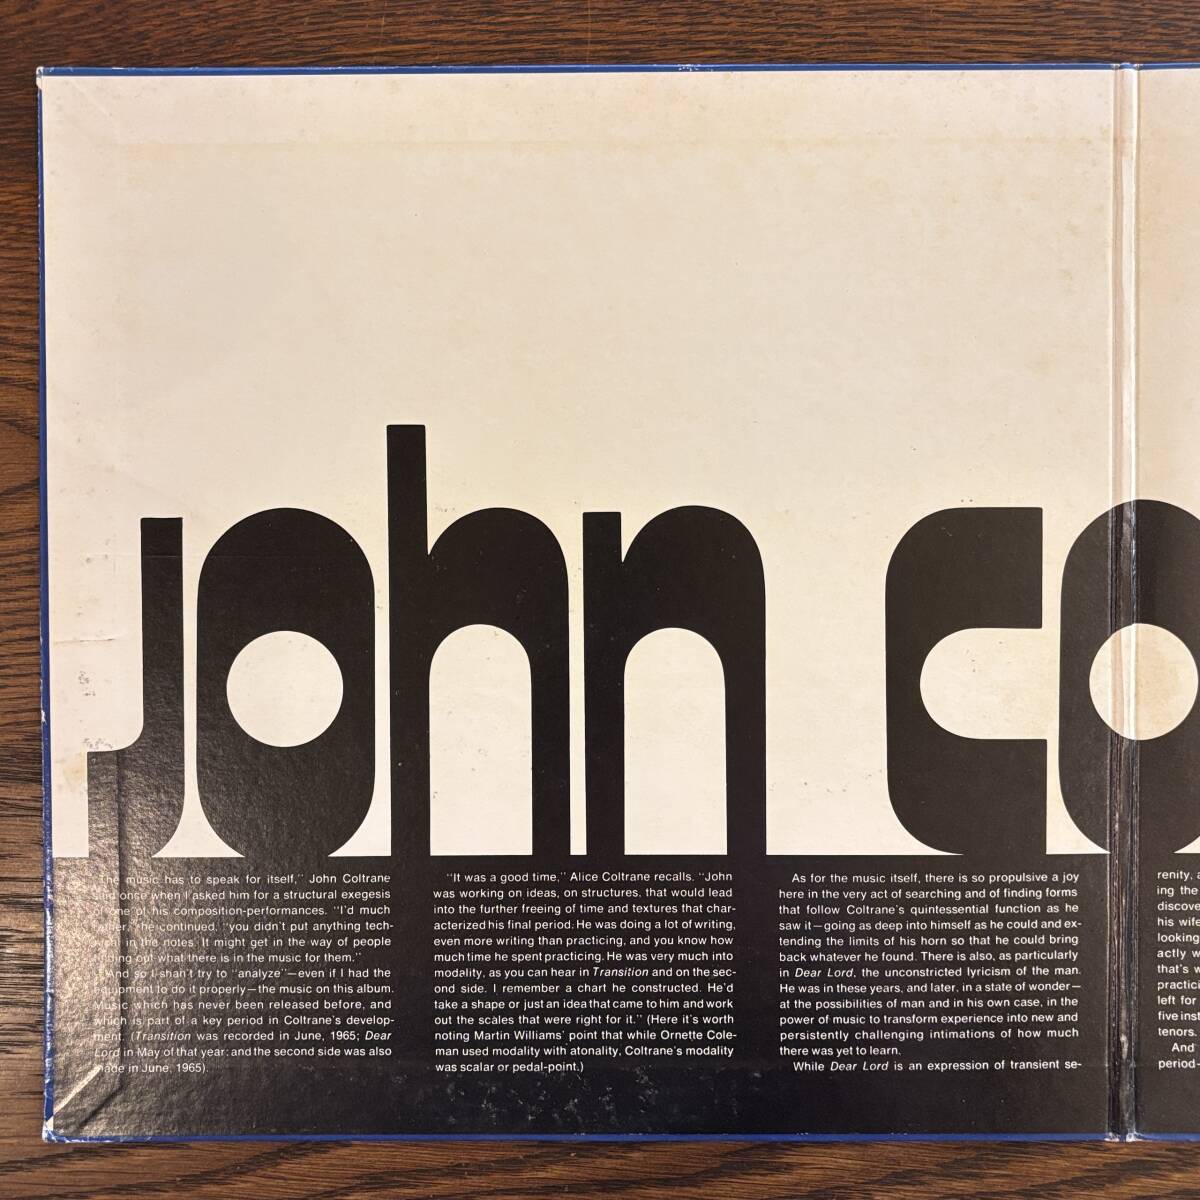 john co
The music has to speak for itself," John Coltrane
said once when I asked him for a structural exegesis
of one of his composition-performances. "I'd much
rather," he continued, "you didn't put anything tech-
nical in the notes. It might get in the way of people
finding out what there is in the music for them."
And so I shan't try to "analyze"—even if I had the
equipment to do it properly—the music on this album.
Music which has never been released before, and
which is part of a key period in Coltrane's develop-
ment. (Transition was recorded in June, 1965; Dear
Lord in May of that year; and the second side was also
made in June, 1965).
"It was a good time," Alice Coltrane recalls. "John
was working on ideas, on structures, that would lead
into the further freeing of time and textures that char-
acterized his final period. He was doing a lot of writing,
even more writing than practicing, and you know how
much time he spent practicing. He was very much into
modality, as you can hear in Transition and on the sec-
ond side. I remember a chart he constructed. He'd
take a shape or just an idea that came to him and work
out the scales that were right for it." (Here it's worth
noting Martin Williams' point that while Ornette Cole-
man used modality with atonality, Coltrane's modality
was scalar or pedal-point.)
As for the music itself, there is so propulsive a joy
here in the very act of searching and of finding forms
that follow Coltrane's quintessential function as he
saw it—going as deep into himself as he could and ex-
tending the limits of his horn so that he could bring
back whatever he found. There is also, as particularly
in Dear Lord, the unconstricted lyricism of the man.
He was in these years, and later, in a state of wonder—
at the possibilities of man and in his own case, in the
power of music to transform experience into new and
persistently challenging intimations of how much
there was yet to learn.
While Dear Lord is an expression of transient se-
renity, a
ing the
discove
his wife
looking
actly w
that's w
practici
left for
five inst
tenors.
And
period—